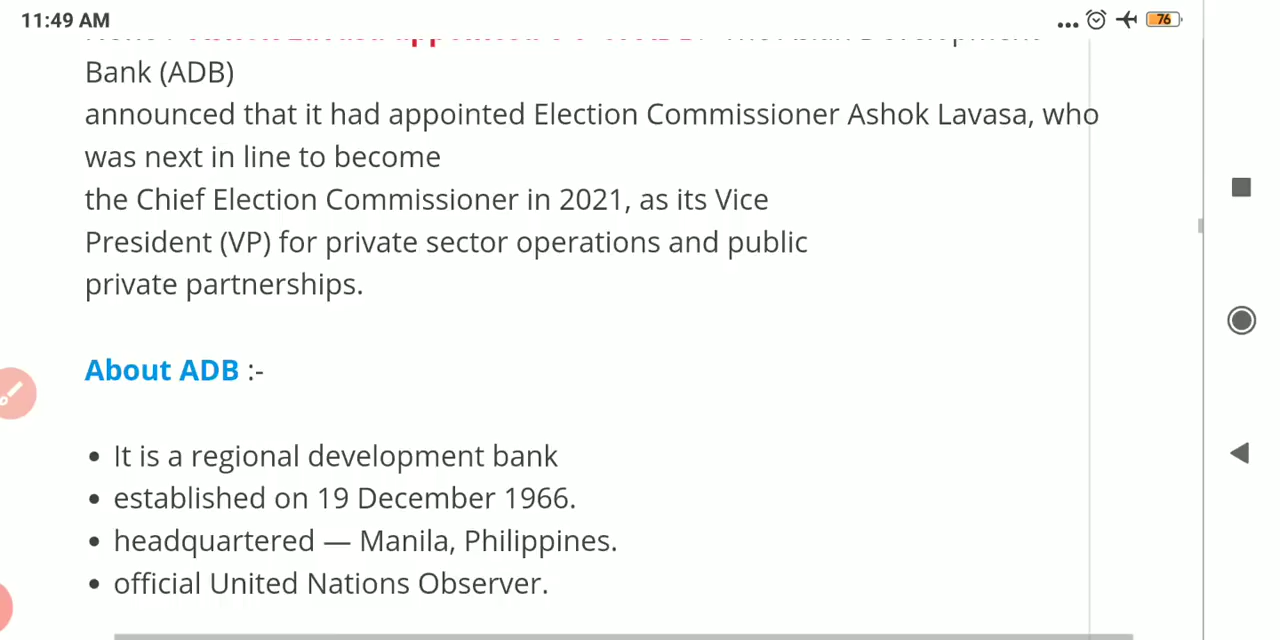 11:49 AM
76
Bank (ADB)
announced that it had appointed Election Commissioner Ashok Lavasa, who
was next in line to become
the Chief Election Commissioner in 2021, as its Vice
President (VP) for private sector operations and public
private partnerships.
About ADB :-
• It is a regional development bank
• established on 19 December 1966.
• headquartered — Manila, Philippines.
• official United Nations Observer.